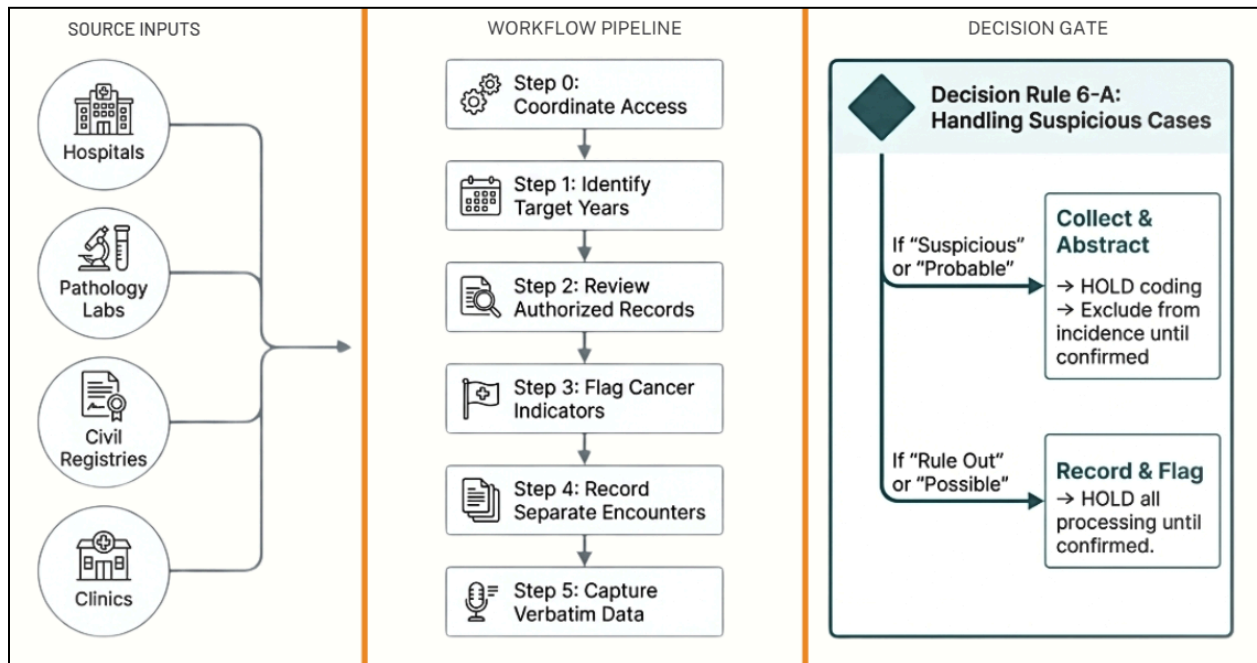 SOURCE INPUTS
Hospitals
Pathology
Labs
Civil
Registries
Clinics
WORKFLOW PIPELINE
Step 0:
Coordinate Access
Step 1: Identify
Target Years
Step 2: Review
Authorized Records
Step 3: Flag Cancer
Indicators
Step 4: Record
Separate Encounters
Step 5: Capture
Verbatim Data
DECISION GATE
Decision Rule 6-A:
Handling Suspicious Cases
If "Suspicious"
or "Probable"
Collect &
Abstract
→ HOLD coding
→ Exclude from
incidence until
confirmed
If "Rule Out"
or "Possible"
Record & Flag
→ HOLD all
processing until
confirmed.